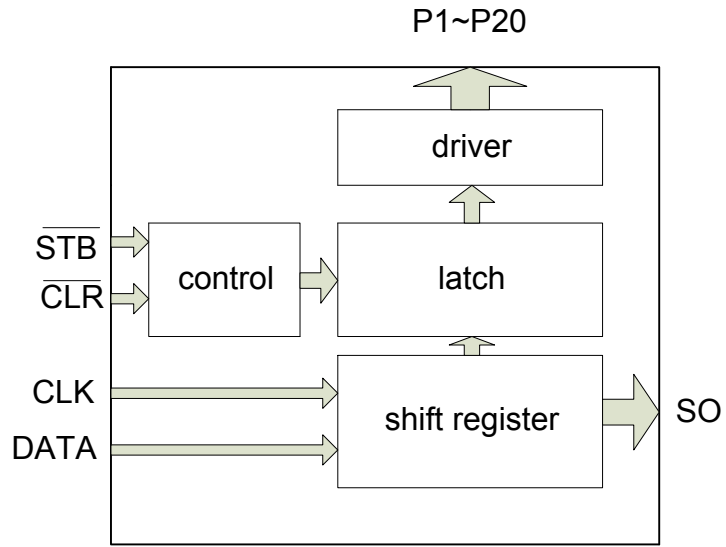 P1~P20
driver
STB
control
latch
CLR
CLK
shift register
SO
DATA